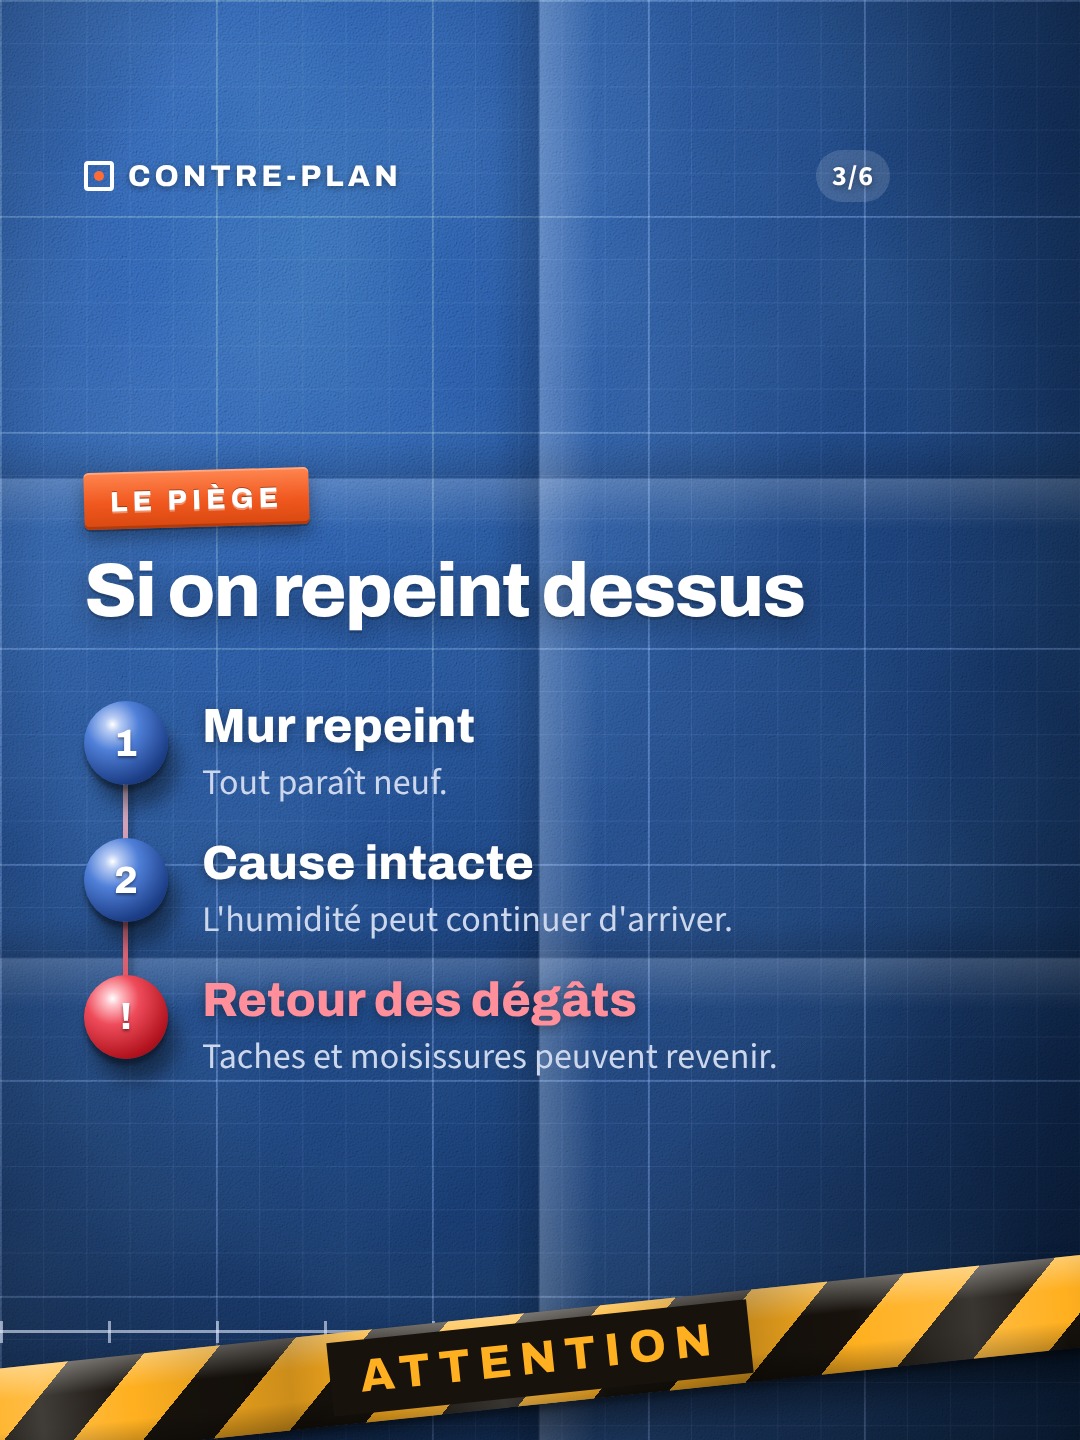 CONTRE-PLAN
3/6
LE PIÈGE
Si on repeint dessus
1
Mur repeint
Tout paraît neuf.
2
Cause intacte
L'humidité peut continuer d'arriver.
!
Retour des dégâts
Taches et moisissures peuvent revenir.
ATTENTION